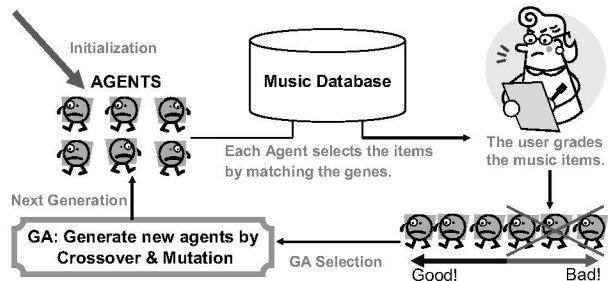 Initialization
AGENTS
Music Database
Each Agent selects the items
by matching the genes.
The user grades
the music items.
Next Generation
GA: Generate new agents by
Crossover & Mutation
GA Selection
Good!
Bad!